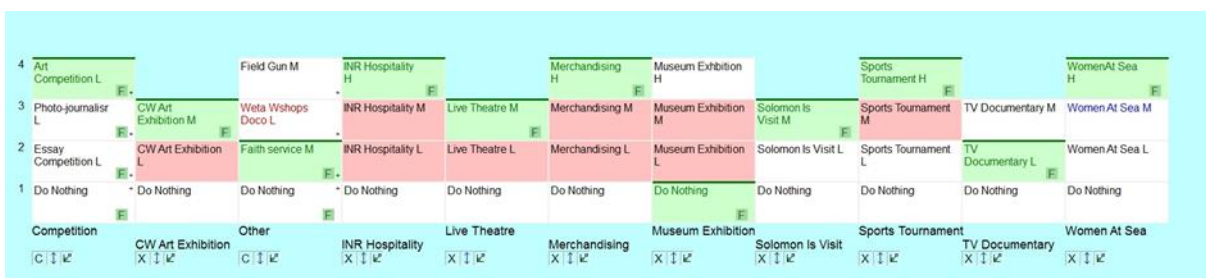 4 Art Field Gun M INR Hospitality Merchandising Museum Exhbition Sports WomenAt Sea
Competition L H H H Tournament H H
F F F F F
3 Photo-journalisr CW Art Weta Wshops INR Hospitality M Live Theatre M Merchandising M Museum Exhibition Solomon Is Sports Tournament TV Documentary M Women At Sea M
L Exhibition M Doco L M Visit M M
F F F F
2 Essay CW Art Exhibition Faith service M INR Hospitality L Live Theatre L Merchandising L Museum Exhibition Solomon Is Visit L Sports Tournament TV Women At Sea L
Competition L L L L Documentary L
F F F
1 Do Nothing Do Nothing Do Nothing Do Nothing Do Nothing Do Nothing Do Nothing Do Nothing Do Nothing Do Nothing Do Nothing
F F F
Competition Other Live Theatre Museum Exhibition Sports Tournament Women At Sea
CW Art Exhibition INR Hospitality Merchandising Solomon Is Visit TV Documentary
C X C X X X X X X X X